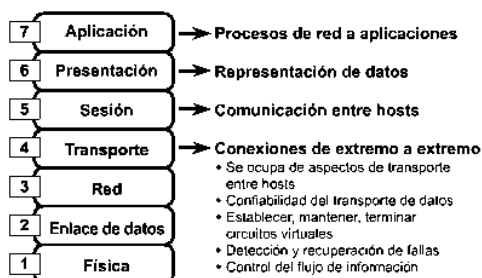 7 Aplicación → Procesos de red a aplicaciones
6 Presentación → Representación de datos
5 Sesión → Comunicación entre hosts
4 Transporte → Conexiones de extremo a extremo
• Se ocupa de aspectos de transporte
entre hosts
3 Red
• Confiabilidad del transporte de datos
• Establecer, mantener, terminar
circuitos virtuales
2 Enlace de datos
• Detección y recuperación de fallas
1 Física
• Control del flujo de información